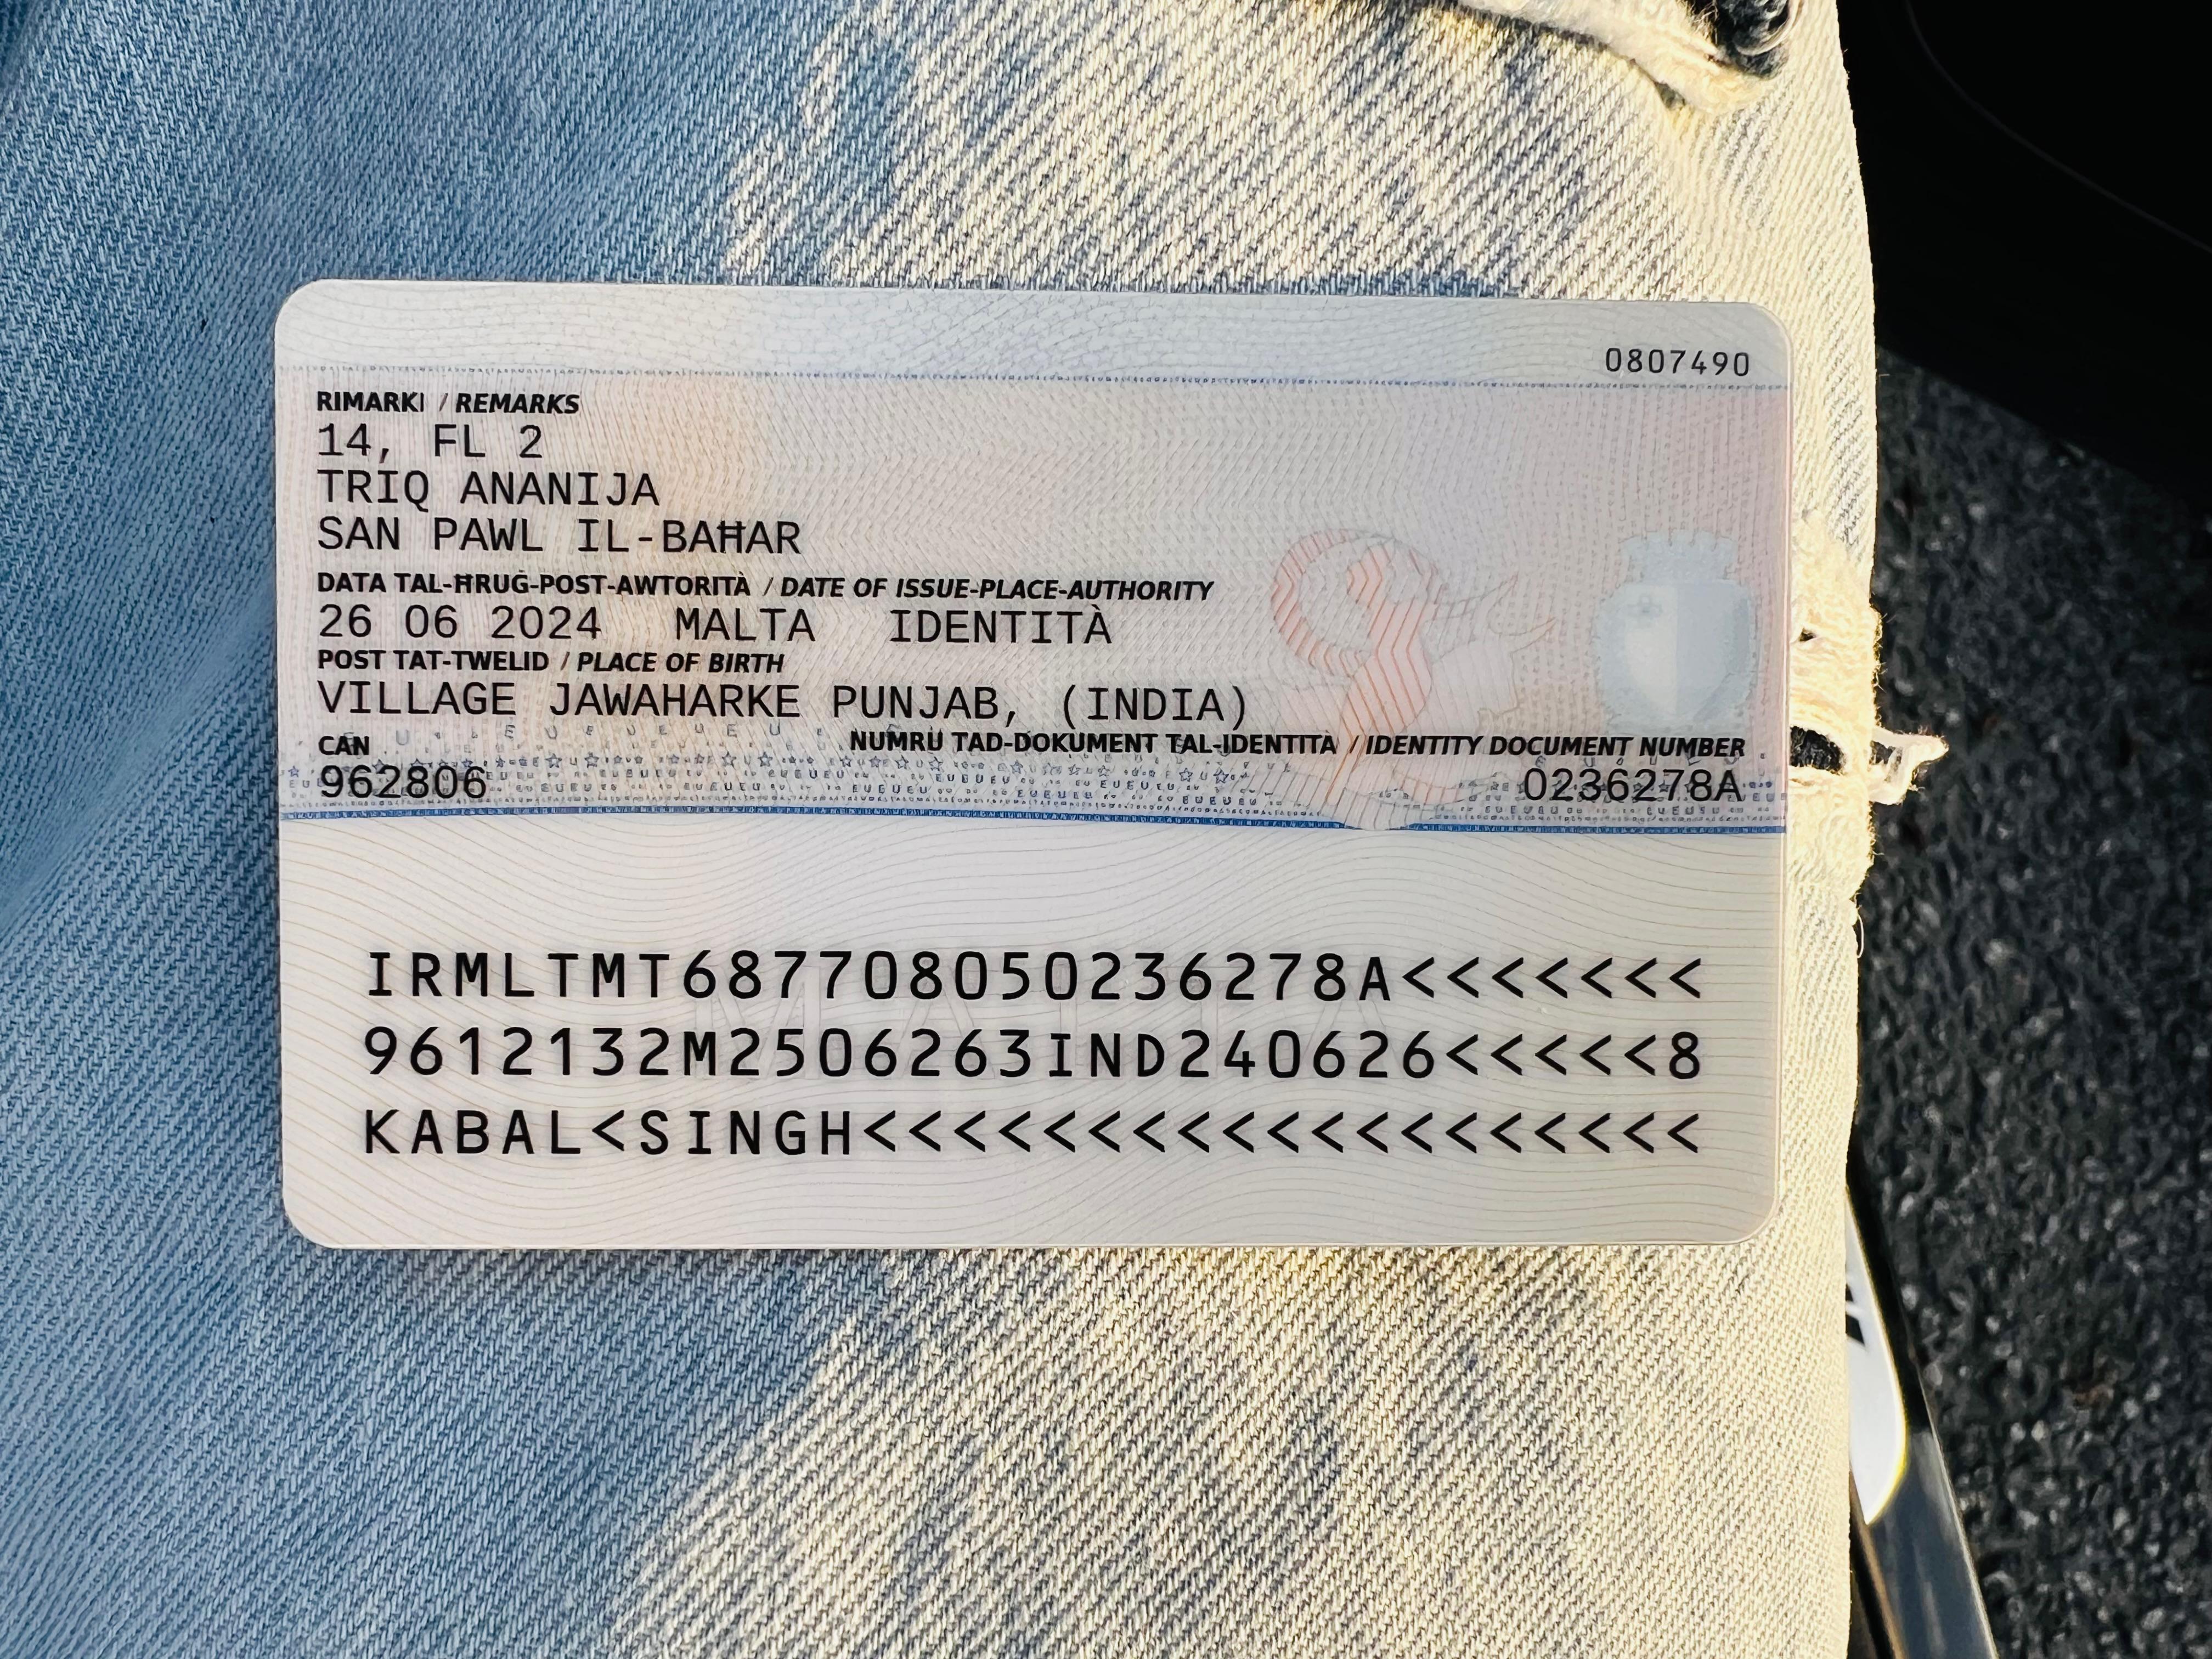 0807490
RIMARKI / REMARKS
14, FL 2
TRIQ ANANIJA
SAN PAWL IL-BAĦAR
DATA TAL-ĦRUĠ-POST-AWTORITÀ / DATE OF ISSUE-PLACE-AUTHORITY
26 06 2024 MALTA IDENTITÀ
POST TAT-TWELID / PLACE OF BIRTH
VILLAGE JAWAHARKE PUNJAB, (INDIA)
CAN NUMRU TAD-DOKUMENT TAL-IDENTITÀ / IDENTITY DOCUMENT NUMBER
962806 0236278A
IRMLTMT687708050236278A<<<<<<<
9612132M2506263IND240626<<<<<8
KABAL<SINGH<<<<<<<<<<<<<<<<<<<